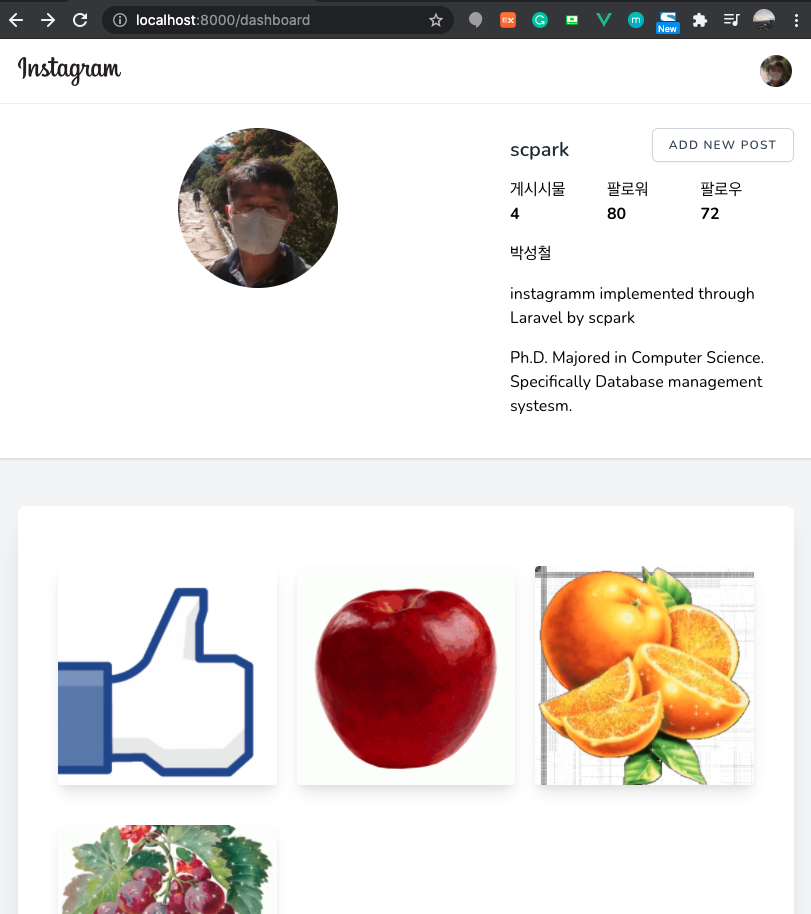 localhost:8000/dashboard
New
Instagram
scpark
ADD NEW POST
게시시물 팔로워 팔로우
4 80 72
박성철
instagramm implemented through
Laravel by scpark
Ph.D. Majored in Computer Science.
Specifically Database management
systesm.